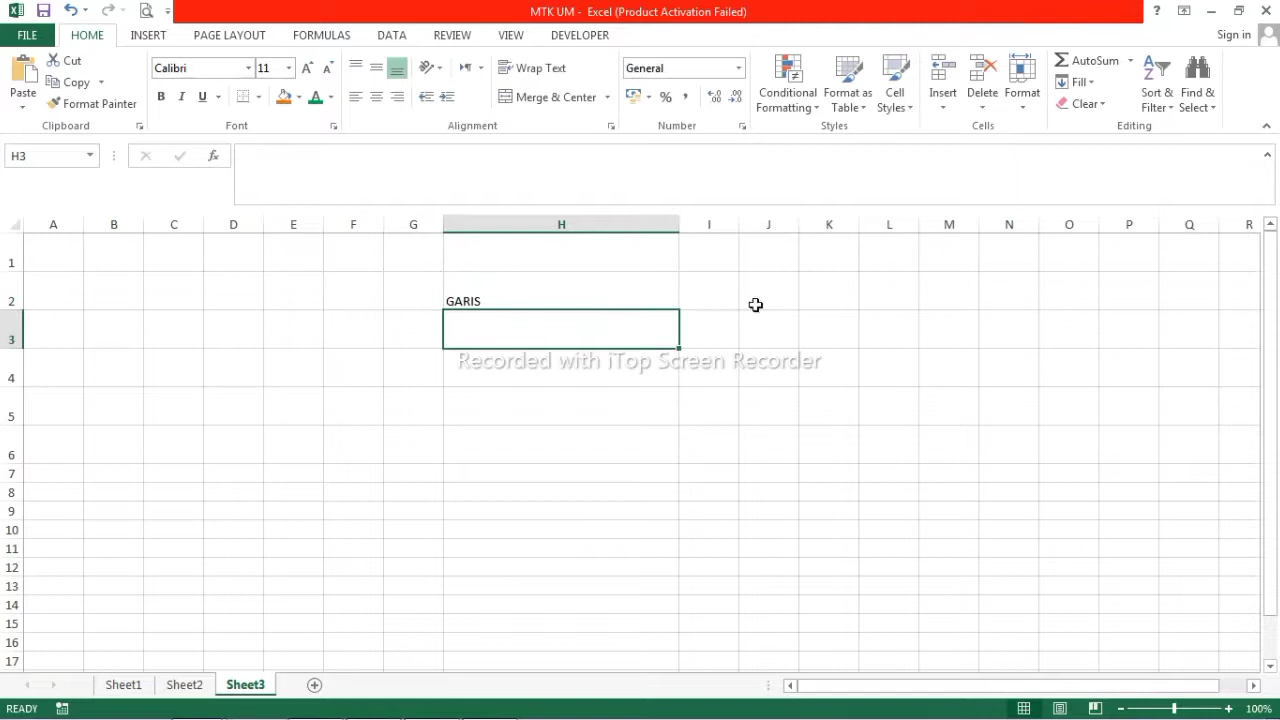 MTK UM - Excel (Product Activation Failed)
FILE HOME INSERT PAGE LAYOUT FORMULAS DATA REVIEW VIEW DEVELOPER Sign in
Paste
Cut
Copy
Format Painter
Clipboard
Calibri 11
B I U
Font
Wrap Text
Merge & Center
Alignment
General
Number
Conditional Formatting
Format as Table
Cell Styles
Styles
Insert Delete Format
Cells
AutoSum
Fill
Clear
Sort & Filter
Find & Select
Editing
H3
fx
A B C D E F G H I J K L M N O P Q R
1
2 GARIS
3
Recorded with iTop Screen Recorder
4
5
6
7
8
9
10
11
12
13
14
15
16
17
Sheet1 Sheet2 Sheet3
READY 100%